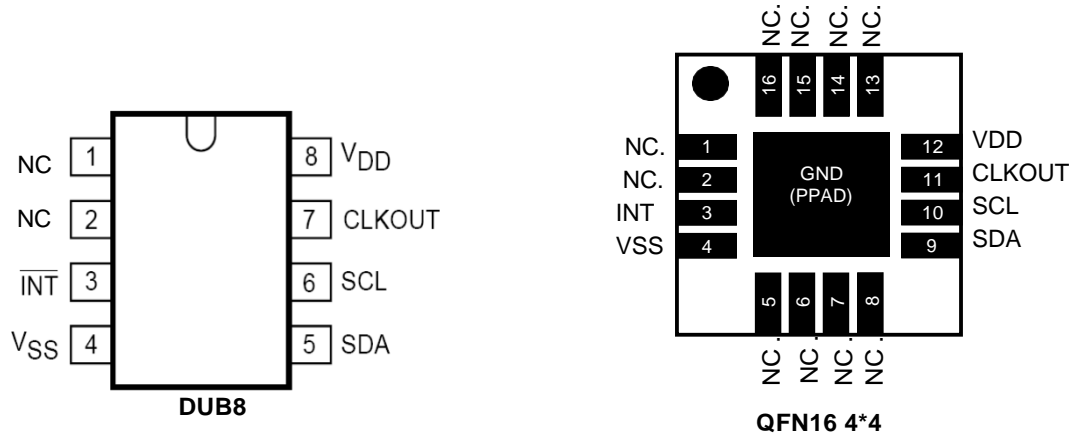 NC 1
NC 2
INT 3
VSS 4
8 VDD
7 CLKOUT
6 SCL
5 SDA
DUB8
NC. NC. NC. NC.
16 15 14 13
NC. 1
NC. 2
INT 3
VSS 4
GND
(PPAD)
12 VDD
11 CLKOUT
10 SCL
9 SDA
5 6 7 8
NC. NC. NC. NC.
QFN16 4*4